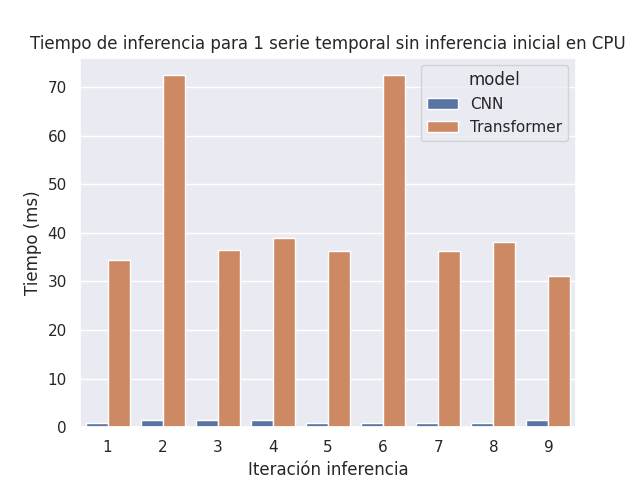 Tiempo de inferencia para 1 serie temporal sin inferencia inicial en CPU
model
CNN
Transformer
Tiempo (ms)
70
60
50
40
30
20
10
0
1 2 3 4 5 6 7 8 9
Iteración inferencia